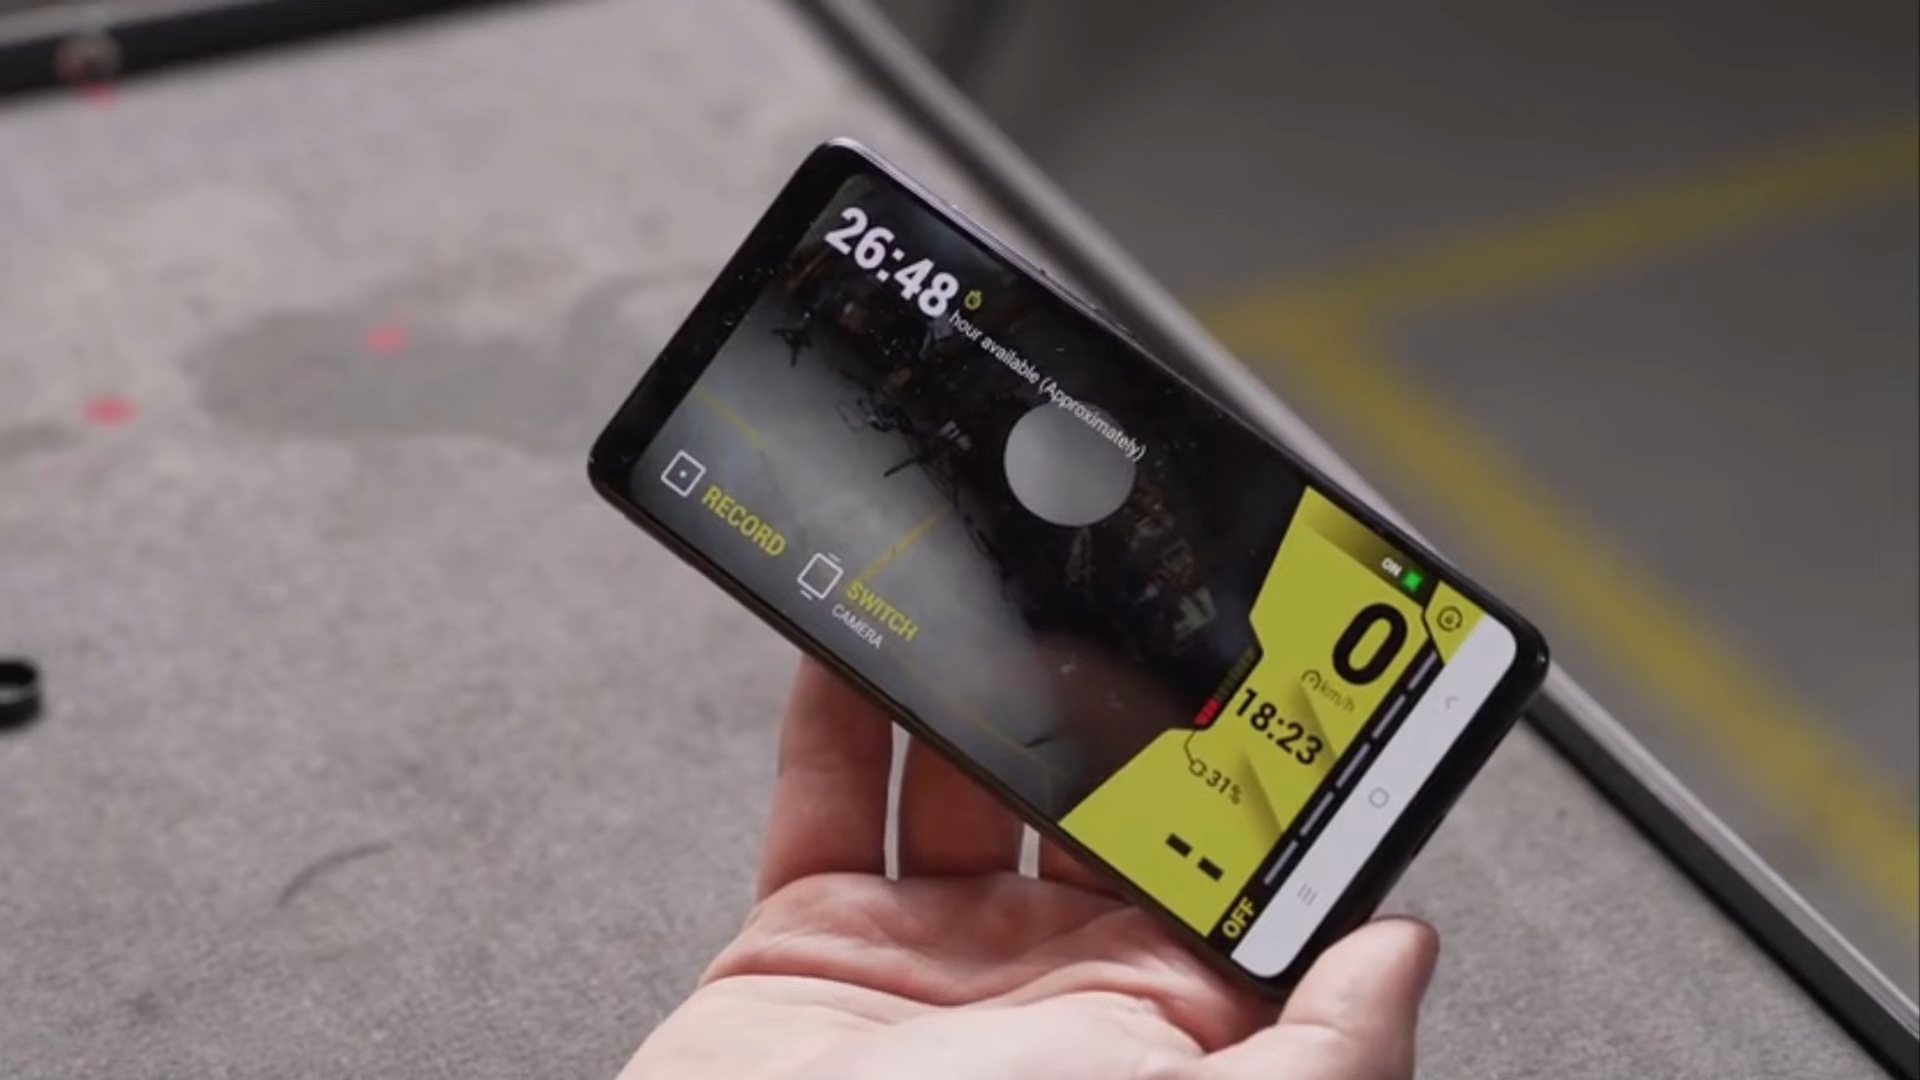 26:48
hour available (Approximately)
RECORD
SWITCH
CAMERA
ON
0
km/h
18:23
31%
--
OFF